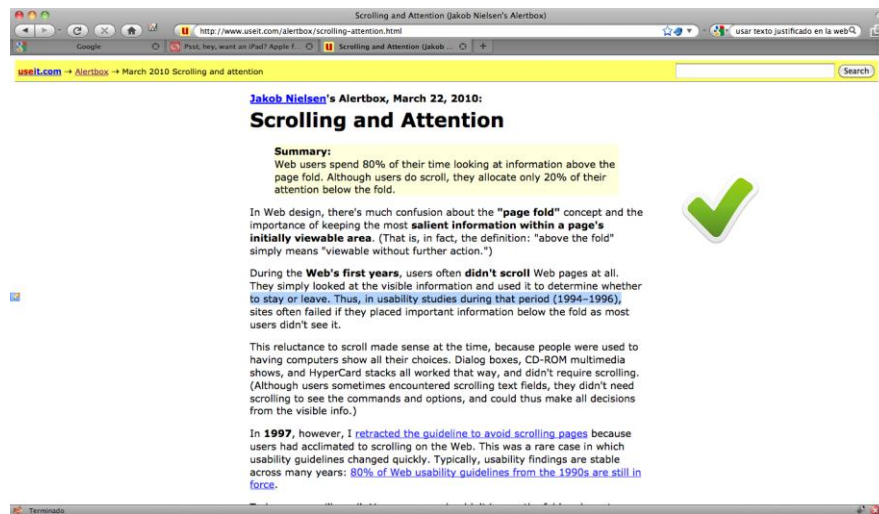 Scrolling and Attention (Jakob Nielsen's Alertbox)
http://www.useit.com/alertbox/scrolling-attention.html
usar texto justificado en la web
Google
Psst, hey, want an iPad? Apple f...
Scrolling and Attention (Jakob ...
useit.com → Alertbox → March 2010 Scrolling and attention
Search
Jakob Nielsen's Alertbox, March 22, 2010:
Scrolling and Attention
Summary:
Web users spend 80% of their time looking at information above the
page fold. Although users do scroll, they allocate only 20% of their
attention below the fold.
In Web design, there's much confusion about the "page fold" concept and the
importance of keeping the most salient information within a page's
initially viewable area. (That is, in fact, the definition: "above the fold"
simply means "viewable without further action.")
During the Web's first years, users often didn't scroll Web pages at all.
They simply looked at the visible information and used it to determine whether
to stay or leave. Thus, in usability studies during that period (1994–1996),
sites often failed if they placed important information below the fold as most
users didn't see it.
This reluctance to scroll made sense at the time, because people were used to
having computers show all their choices. Dialog boxes, CD-ROM multimedia
shows, and HyperCard stacks all worked that way, and didn't require scrolling.
(Although users sometimes encountered scrolling text fields, they didn't need
scrolling to see the commands and options, and could thus make all decisions
from the visible info.)
In 1997, however, I retracted the guideline to avoid scrolling pages because
users had acclimated to scrolling on the Web. This was a rare case in which
usability guidelines changed quickly. Typically, usability findings are stable
across many years: 80% of Web usability guidelines from the 1990s are still in
force.
Terminado